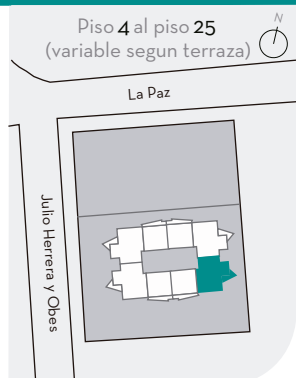 Piso 4 al piso 25
(variable segun terraza)
N
La Paz
Julio Herrera y Obes